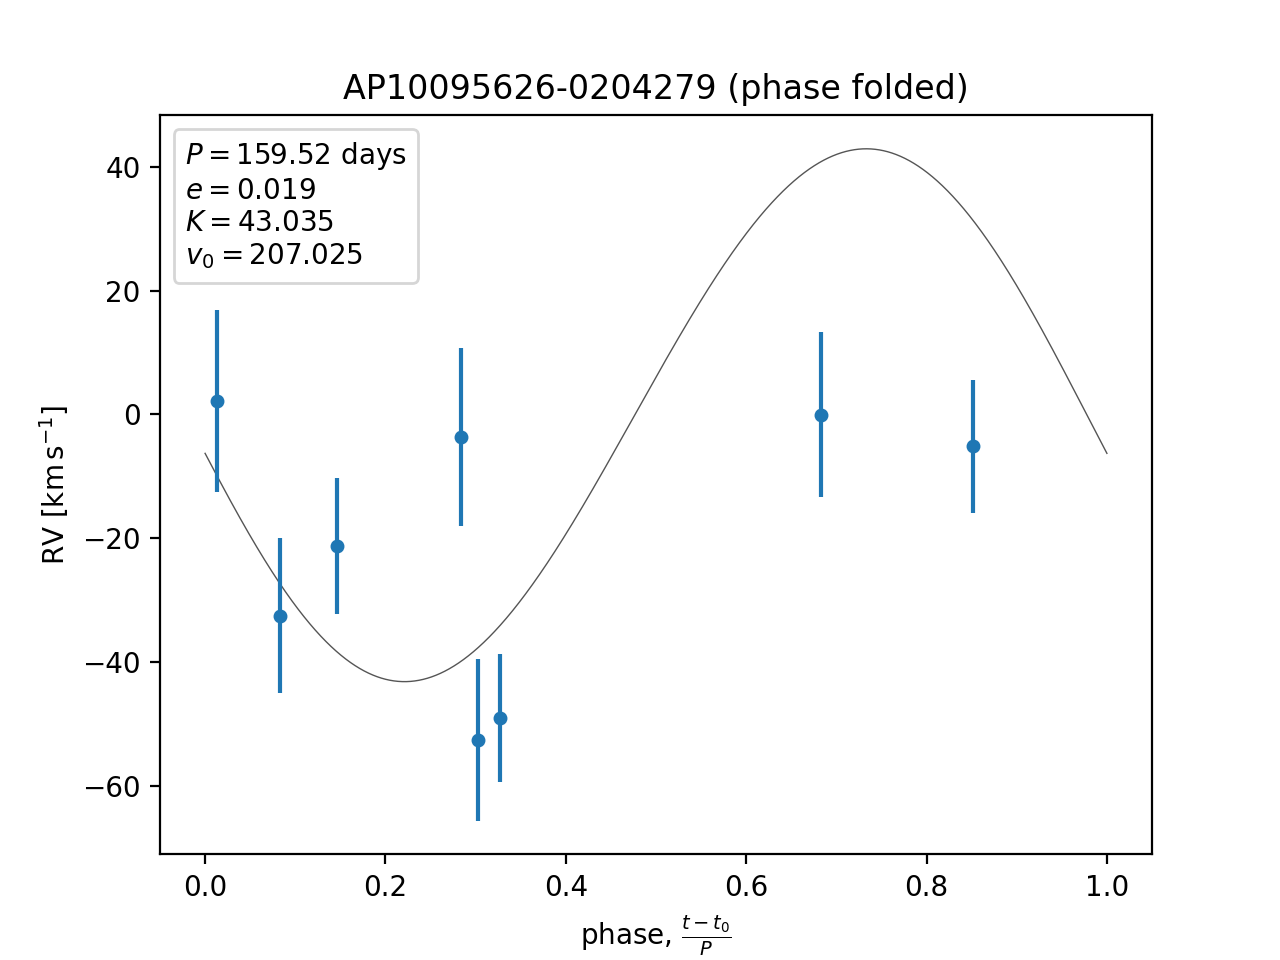 AP10095626-0204279 (phase folded)
P = 159.52 days
e = 0.019
K = 43.035
v₀ = 207.025
40
20
0
−20
−40
−60
RV [km s⁻¹]
0.0 0.2 0.4 0.6 0.8 1.0
phase, (t − t₀)/P